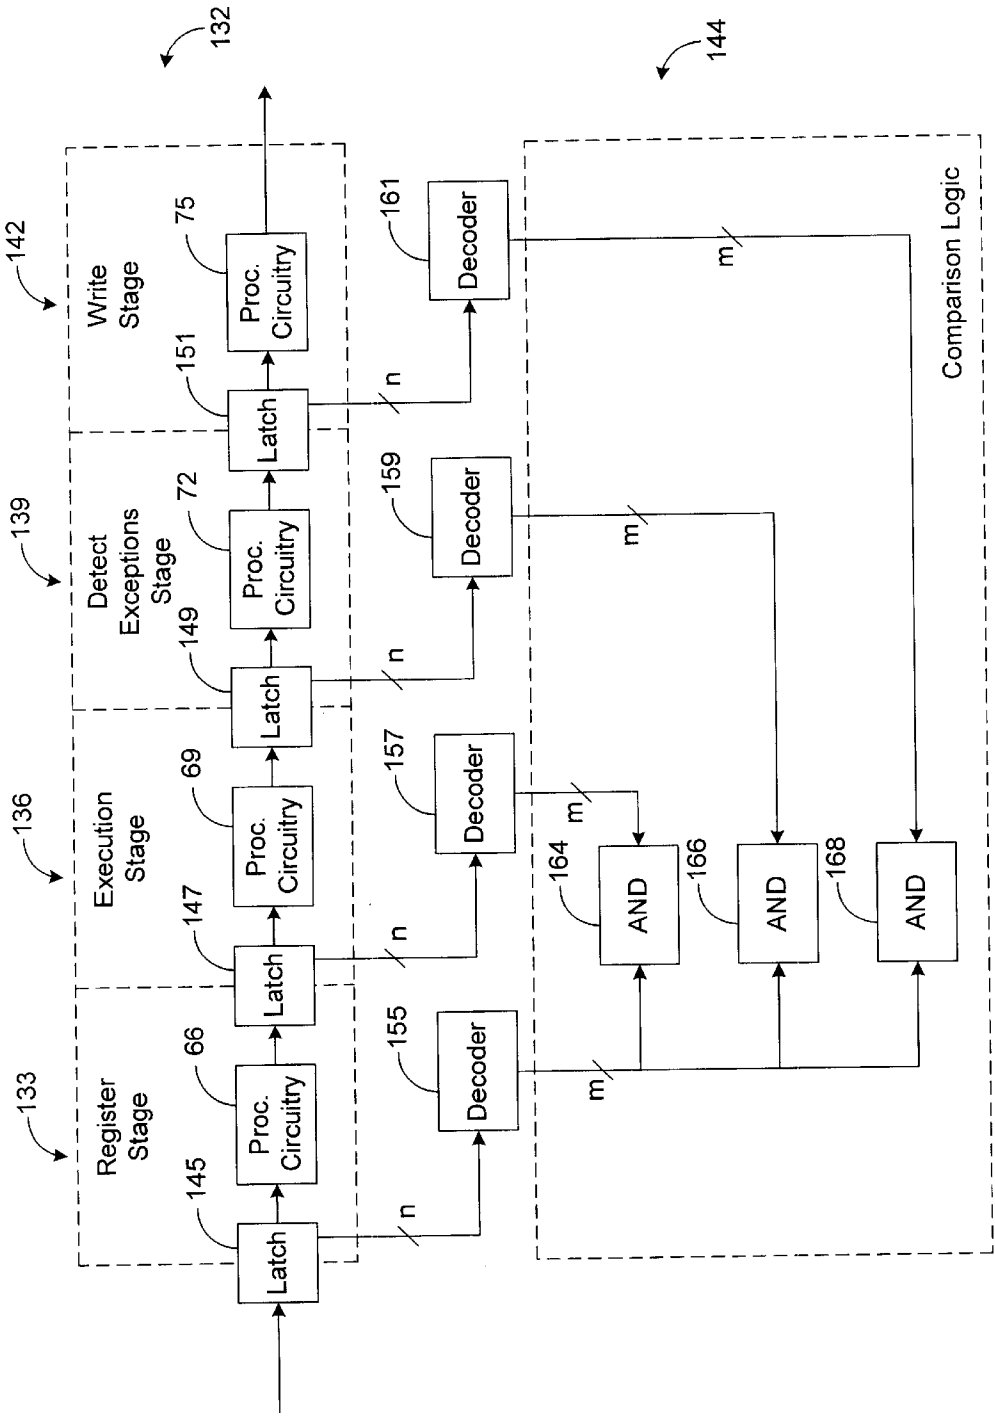 132
133
136
139
142
Register
Stage
Execution
Stage
Detect
Exceptions
Stage
Write
Stage
145
66
147
69
149
72
151
75
Latch
Proc.
Circuitry
Latch
Proc.
Circuitry
Latch
Proc.
Circuitry
Latch
Proc.
Circuitry
n
n
n
n
155
157
159
161
Decoder
Decoder
Decoder
Decoder
144
m
m
m
m
164
AND
166
AND
168
AND
Comparison Logic